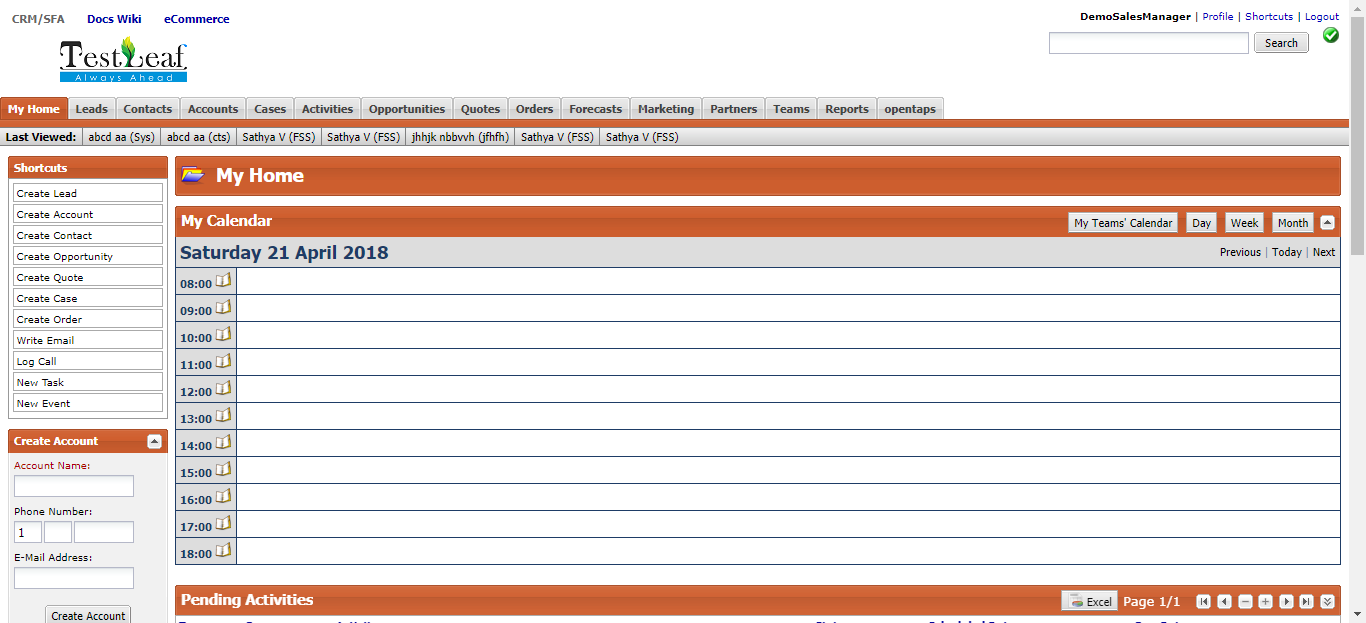 CRM/SFA Docs Wiki eCommerce
DemoSalesManager | Profile | Shortcuts | Logout
TestLeaf
Always Ahead
Search
My Home Leads Contacts Accounts Cases Activities Opportunities Quotes Orders Forecasts Marketing Partners Teams Reports opentaps
Last Viewed: abcd aa (Sys) abcd aa (cts) Sathya V (FSS) Sathya V (FSS) jhhjk nbbvvh (jfhfh) Sathya V (FSS) Sathya V (FSS)
Shortcuts
Create Lead
Create Account
Create Contact
Create Opportunity
Create Quote
Create Case
Create Order
Write Email
Log Call
New Task
New Event
Create Account
Account Name:
Phone Number:
1
E-Mail Address:
Create Account
My Home
My Calendar My Teams' Calendar Day Week Month
Saturday 21 April 2018 Previous | Today | Next
08:00
09:00
10:00
11:00
12:00
13:00
14:00
15:00
16:00
17:00
18:00
Pending Activities Excel Page 1/1